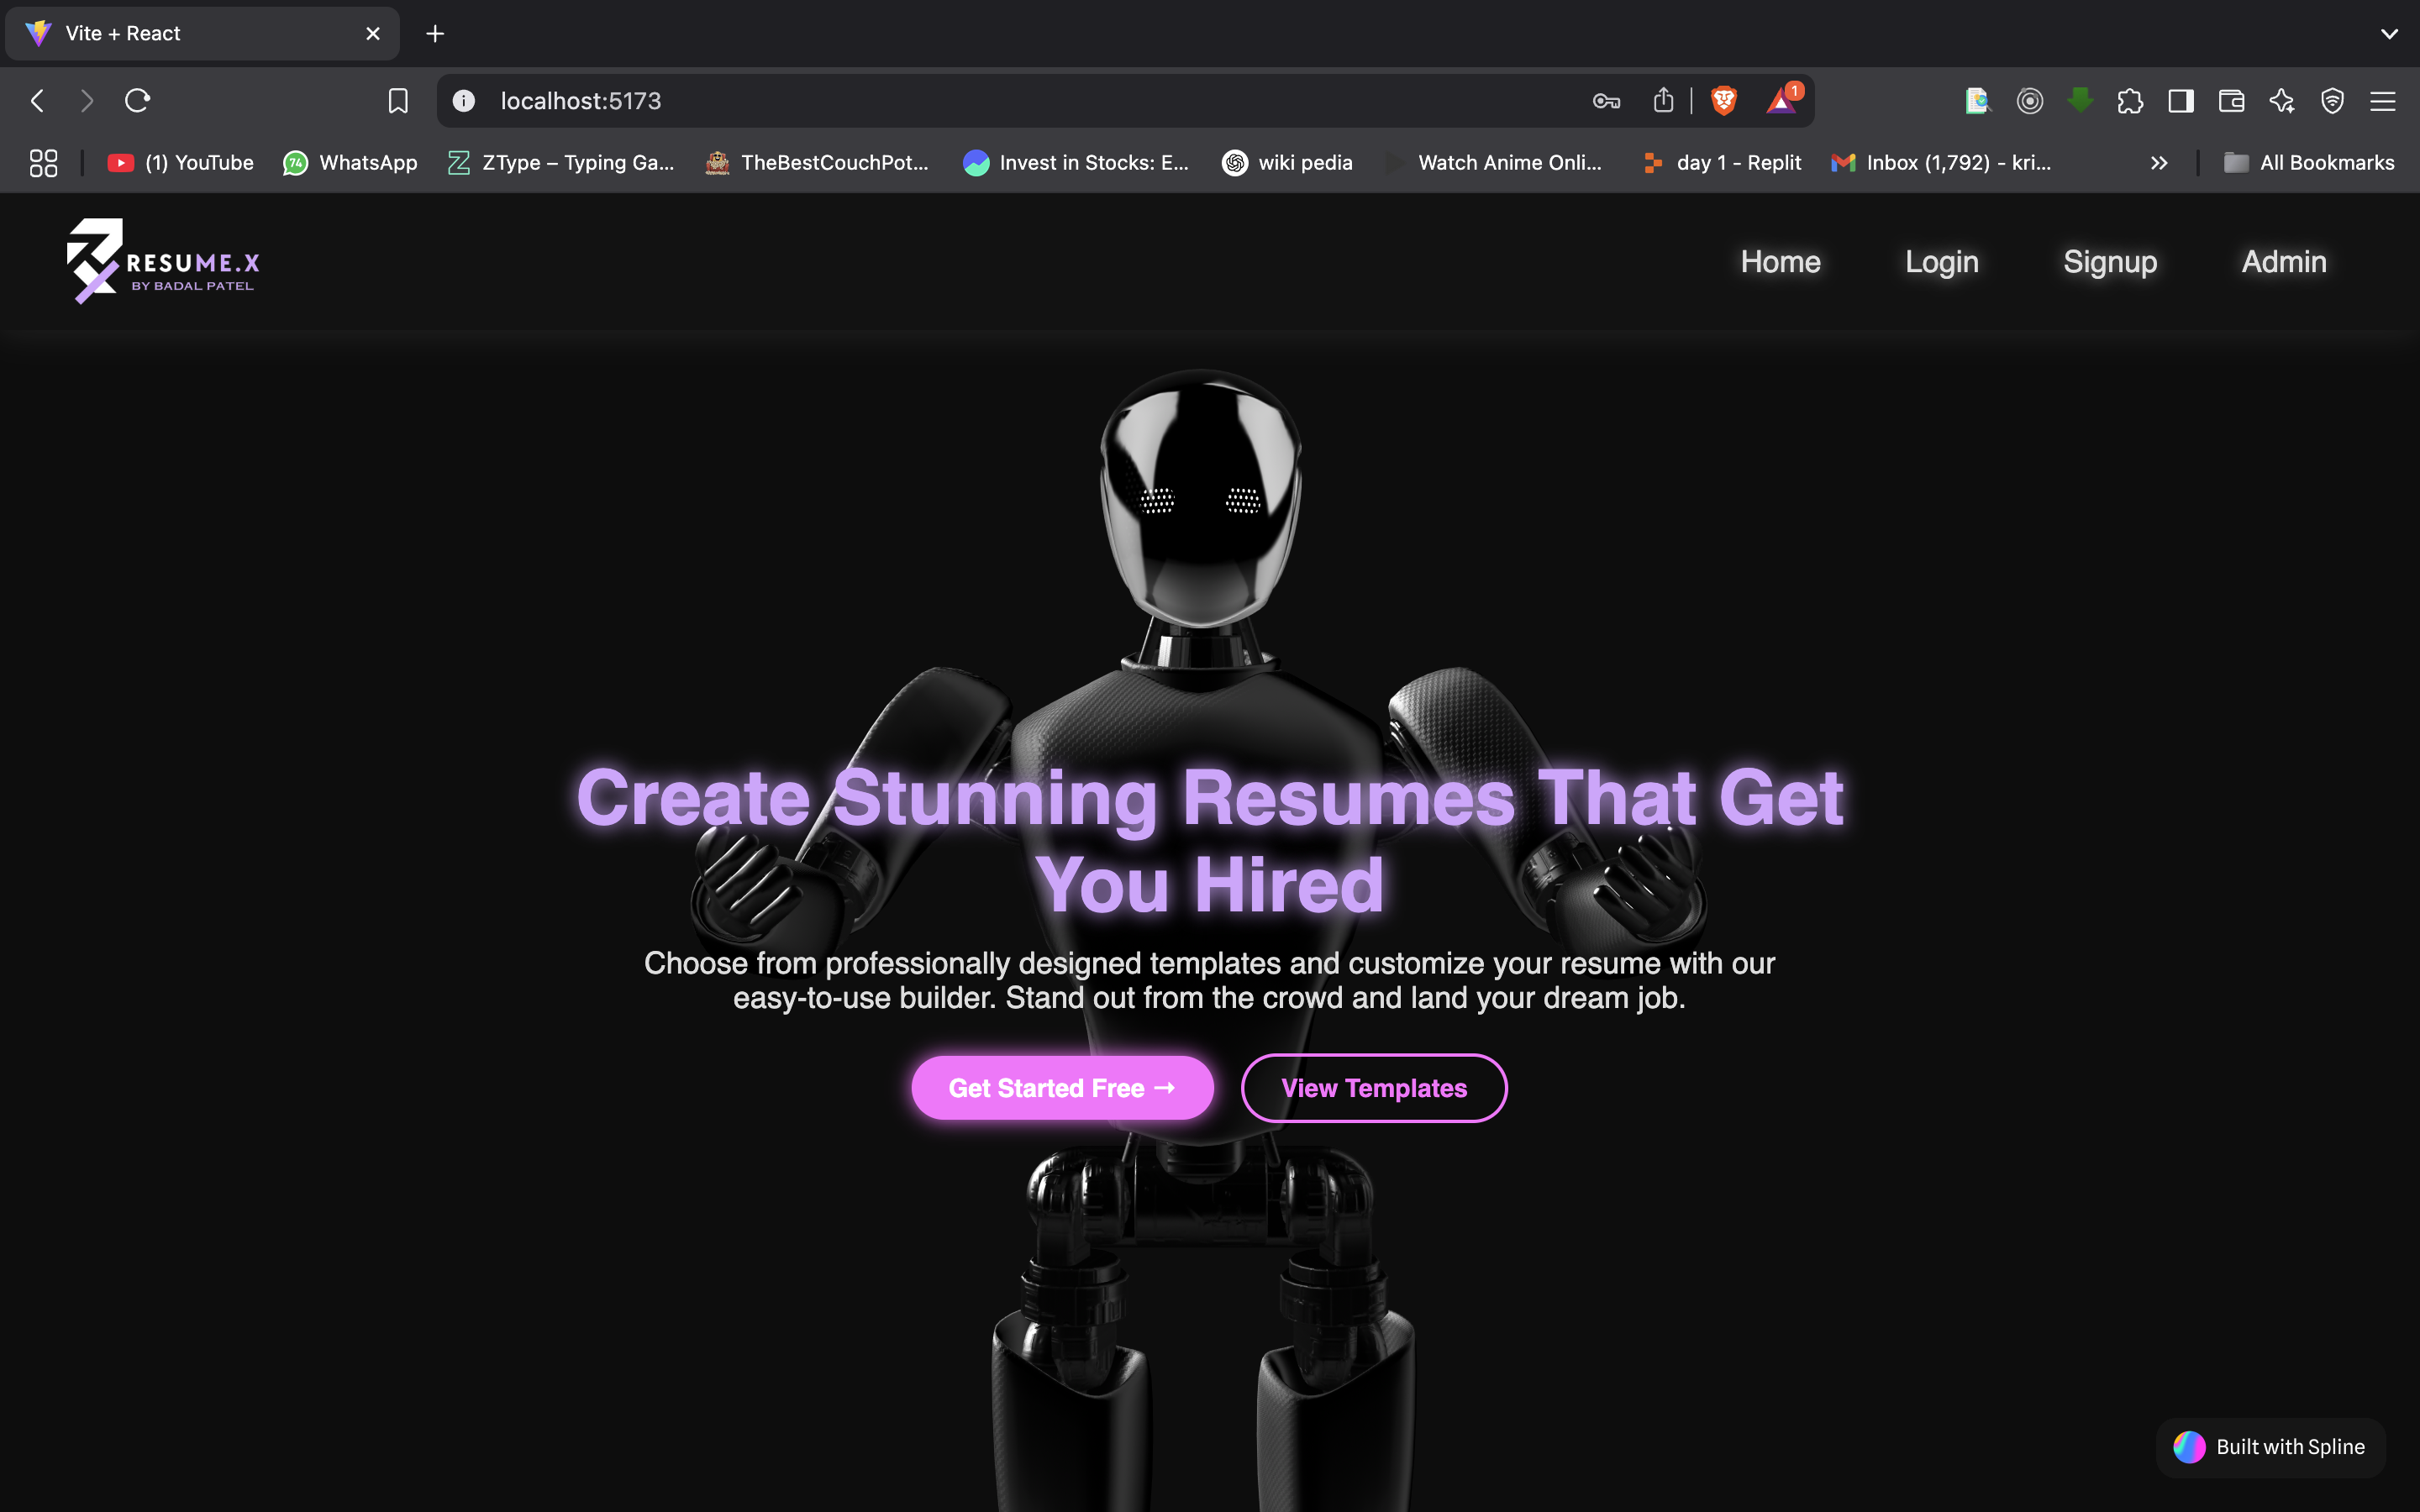 Vite + React
localhost:5173
1
(1) YouTube
74
WhatsApp
ZType – Typing Ga...
TheBestCouchPot...
Invest in Stocks: E...
wiki pedia
Watch Anime Onli...
day 1 - Replit
Inbox (1,792) - kri...
All Bookmarks
RESUME.X
BY BADAL PATEL
Home
Login
Signup
Admin
Create Stunning Resumes That Get
You Hired
Choose from professionally designed templates and customize your resume with our
easy-to-use builder. Stand out from the crowd and land your dream job.
Get Started Free →
View Templates
Built with Spline